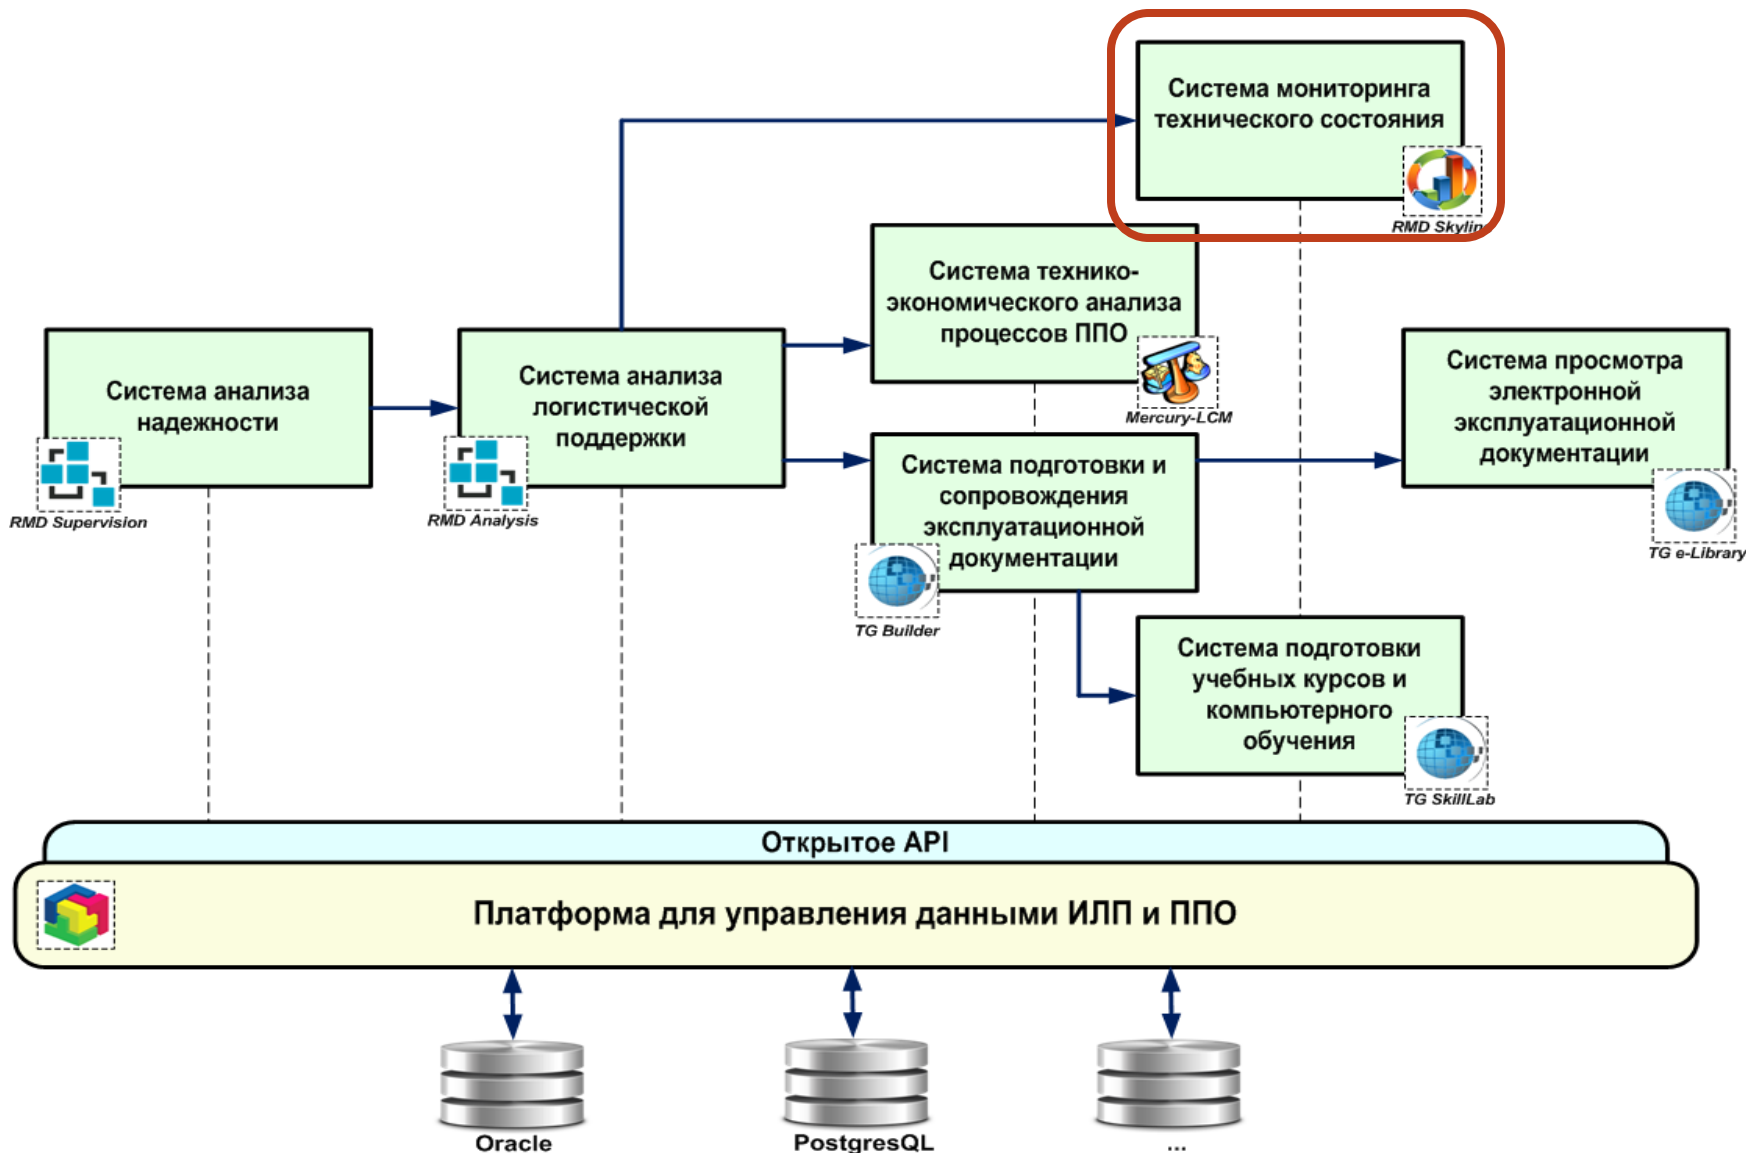 Система мониторинга
технического состояния
RMD Skylin
Система технико-
экономического анализа
процессов ППО
Mercury-LCM
Система анализа
надежности
RMD Supervision
Система анализа
логистической
поддержки
RMD Analysis
Система просмотра
электронной
эксплуатационной
документации
TG e-Library
Система подготовки и
сопровождения
эксплуатационной
документации
TG Builder
Система подготовки
учебных курсов и
компьютерного
обучения
TG SkillLab
Открытое API
Платформа для управления данными ИЛП и ППО
Oracle
PostgresQL
...